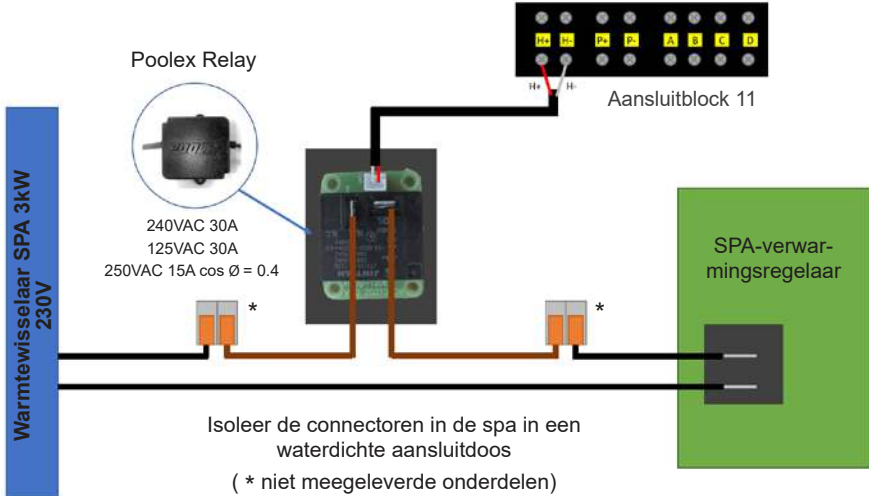 H+ H- P+ P- A B C D
H+ H-
Aansluitblock 11
Poolex Relay
240VAC 30A
125VAC 30A
250VAC 15A cos Ø = 0.4
Warmtewisselaar SPA 3kW
230V
SPA-verwar-
mingsregelaar
*
*
Isoleer de connectoren in de spa in een
waterdichte aansluitdoos
( * niet meegeleverde onderdelen)